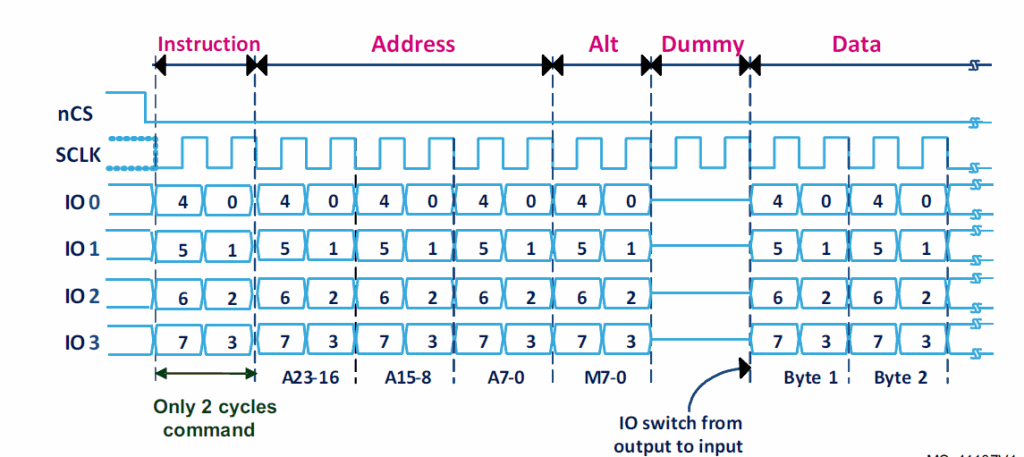 Instruction Address Alt Dummy Data
nCS
SCLK
IO 0 4 0 4 0 4 0 4 0 4 0 4 0 4 0
IO 1 5 1 5 1 5 1 5 1 5 1 5 1 5 1
IO 2 6 2 6 2 6 2 6 2 6 2 6 2 6 2
IO 3 7 3 7 3 7 3 7 3 7 3 7 3 7 3
A23-16 A15-8 A7-0 M7-0 Byte 1 Byte 2
Only 2 cycles
command
IO switch from
output to input